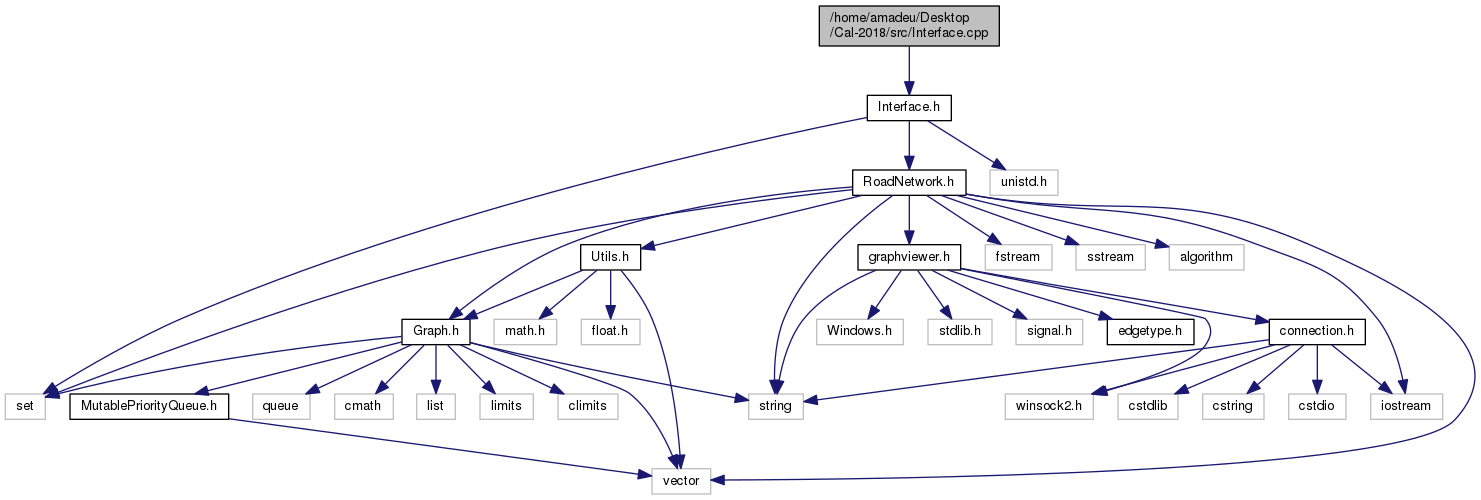 /home/amadeu/Desktop
/Cal-2018/src/Interface.cpp
Interface.h
RoadNetwork.h
unistd.h
Utils.h
graphviewer.h
fstream
sstream
algorithm
Graph.h
math.h
float.h
Windows.h
stdlib.h
signal.h
edgetype.h
connection.h
set
MutablePriorityQueue.h
queue
cmath
list
limits
climits
string
winsock2.h
cstdlib
cstring
cstdio
iostream
vector